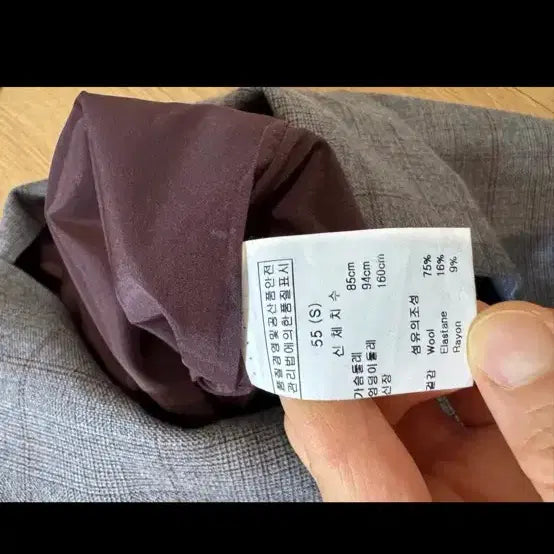 품질경영및공산품안전
관리법에의한품질표시
55 (S)
신 체 치 수
가슴둘레 85cm
엉덩이둘레 94cm
신장 160cm
섬유의조성
겉감 Wool 75%
Elastane 16%
Rayon 9%